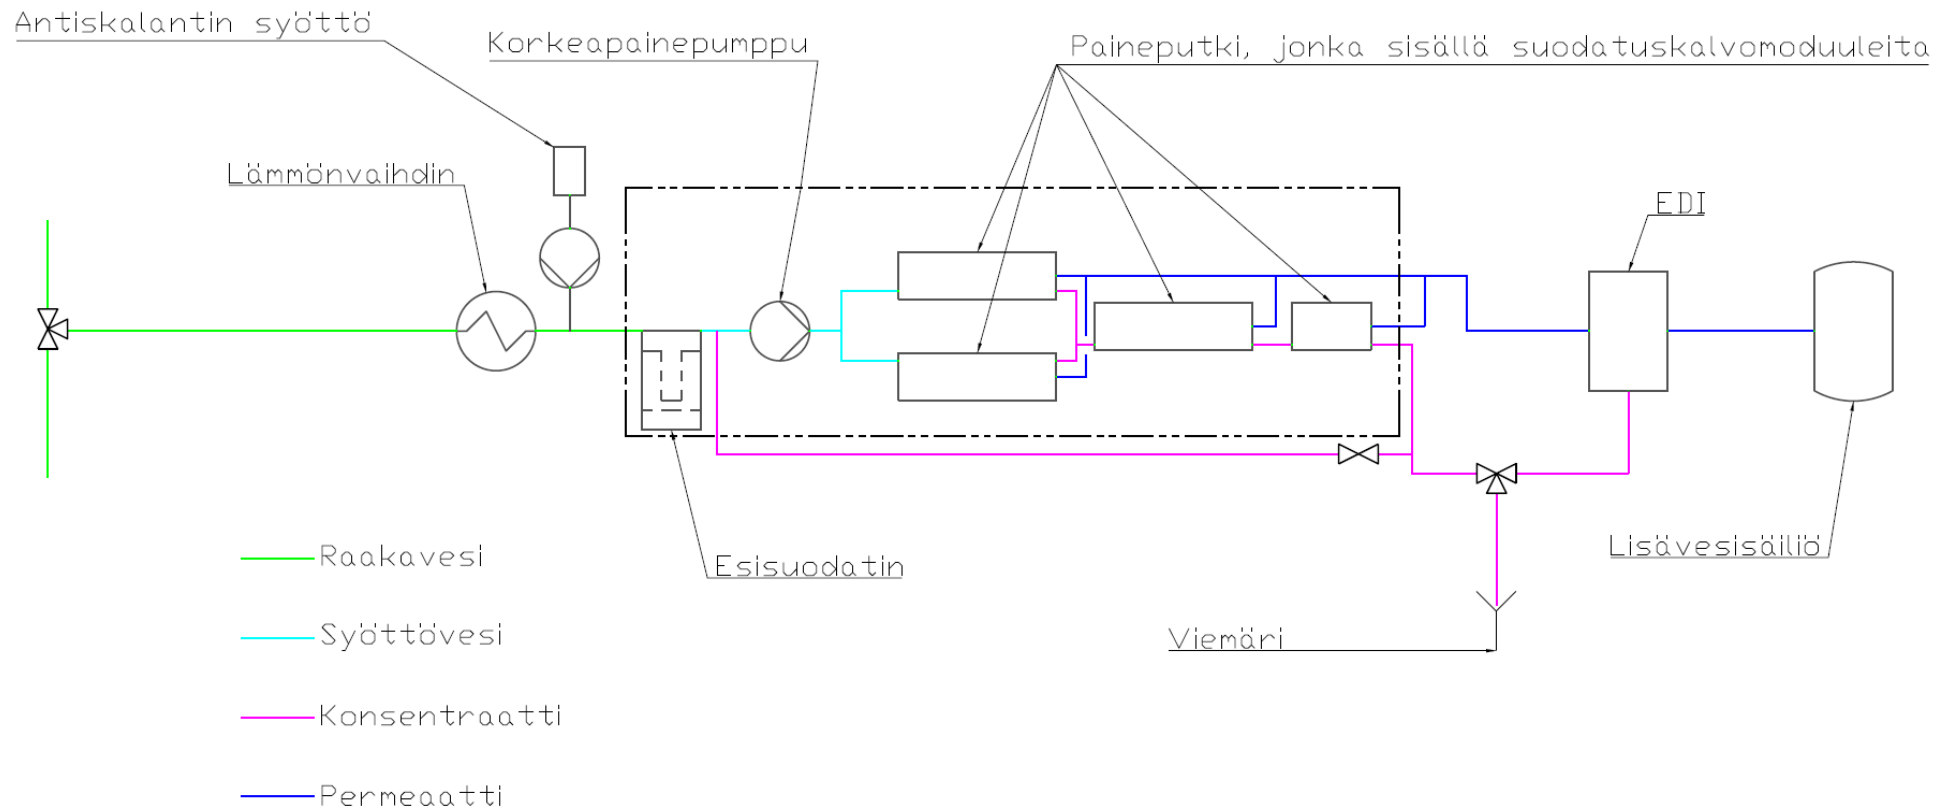 Antiskalantin syöttö
Korkeapainepumppu
Paineputki, jonka sisällä suodatuskalvomoduuleita
Lämmönvaihdin
EDI
Lisävesisäiliö
Esisuodatin
Viemäri
Raakavesi
Syöttövesi
Konsentraatti
Permeaatti